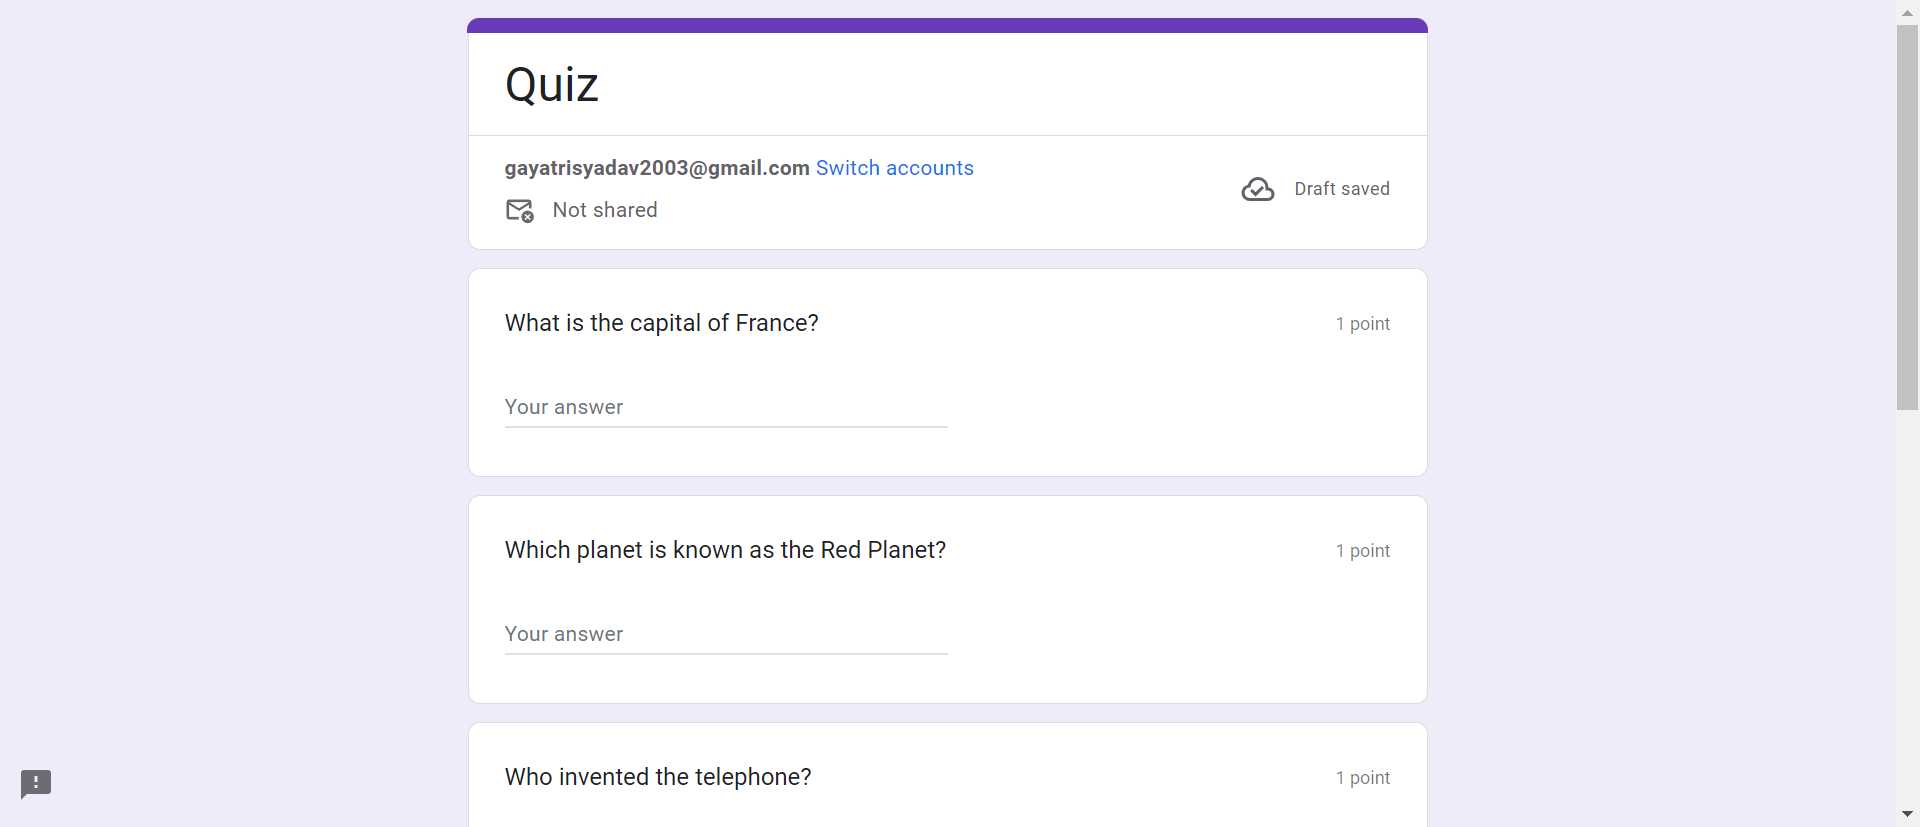 Quiz
gayatrisyadav2003@gmail.com Switch accounts
Not shared
Draft saved
What is the capital of France?
1 point
Your answer
Which planet is known as the Red Planet?
1 point
Your answer
Who invented the telephone?
1 point